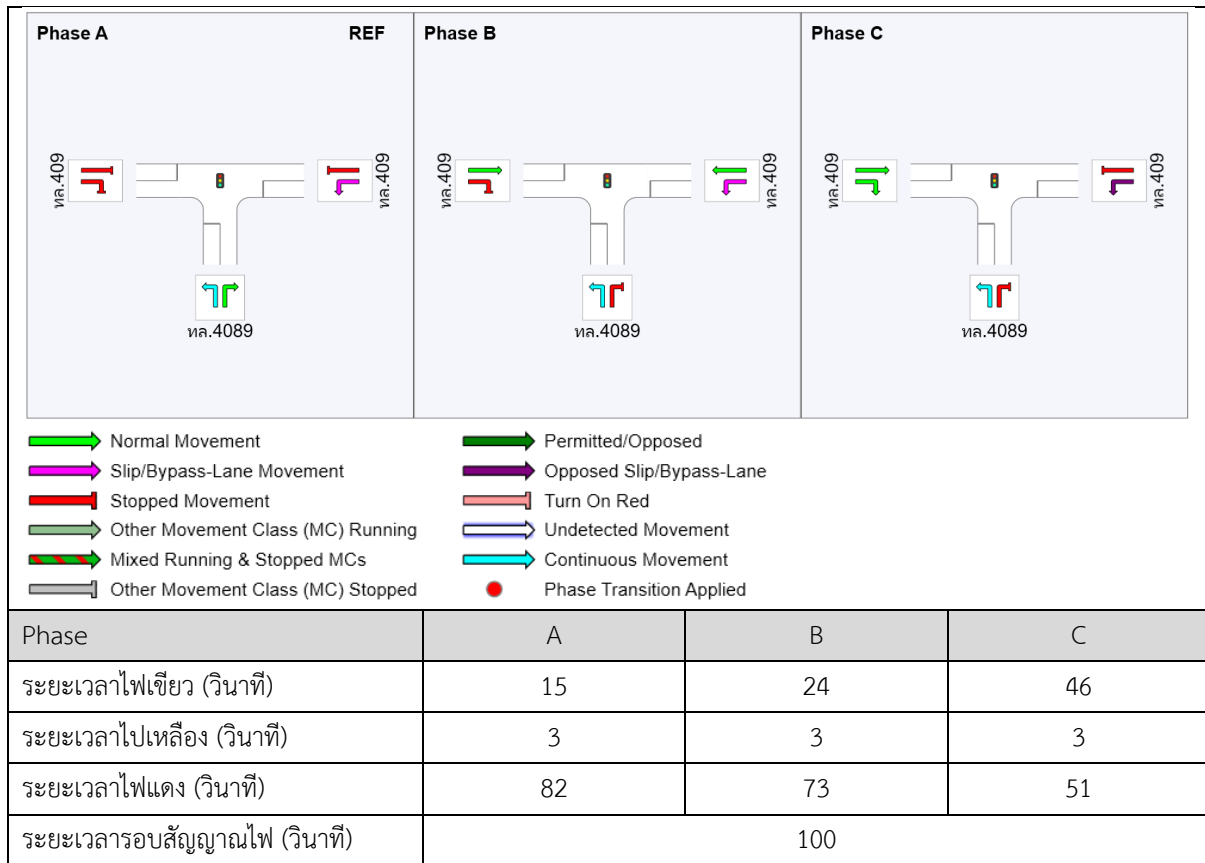 Phase A REF Phase B Phase C
ทล.409 ทล.409 ทล.409 ทล.409 ทล.409 ทล.409
ทล.4089 ทล.4089 ทล.4089
Normal Movement Permitted/Opposed
Slip/Bypass-Lane Movement Opposed Slip/Bypass-Lane
Stopped Movement Turn On Red
Other Movement Class (MC) Running Undetected Movement
Mixed Running & Stopped MCs Continuous Movement
Other Movement Class (MC) Stopped Phase Transition Applied
Phase A B C
ระยะเวลาไฟเขียว (วินาที) 15 24 46
ระยะเวลาไปเหลือง (วินาที) 3 3 3
ระยะเวลาไฟแดง (วินาที) 82 73 51
ระยะเวลารอบสัญญาณไฟ (วินาที) 100